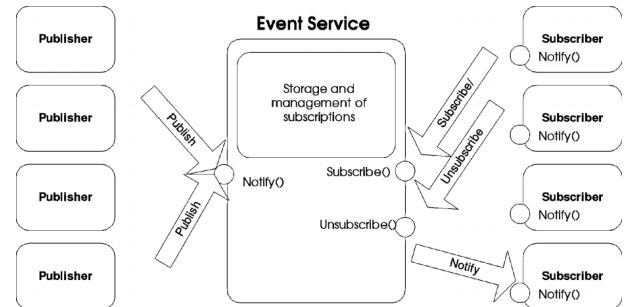 Event Service
Publisher
Publisher
Publisher
Publisher
Publish
Publish
Storage and
management of
subscriptions
Notify()
Subscribe()
Unsubscribe()
Subscribe/
Unsubscribe
Notify
Subscriber
Notify()
Subscriber
Notify()
Subscriber
Notify()
Subscriber
Notify()